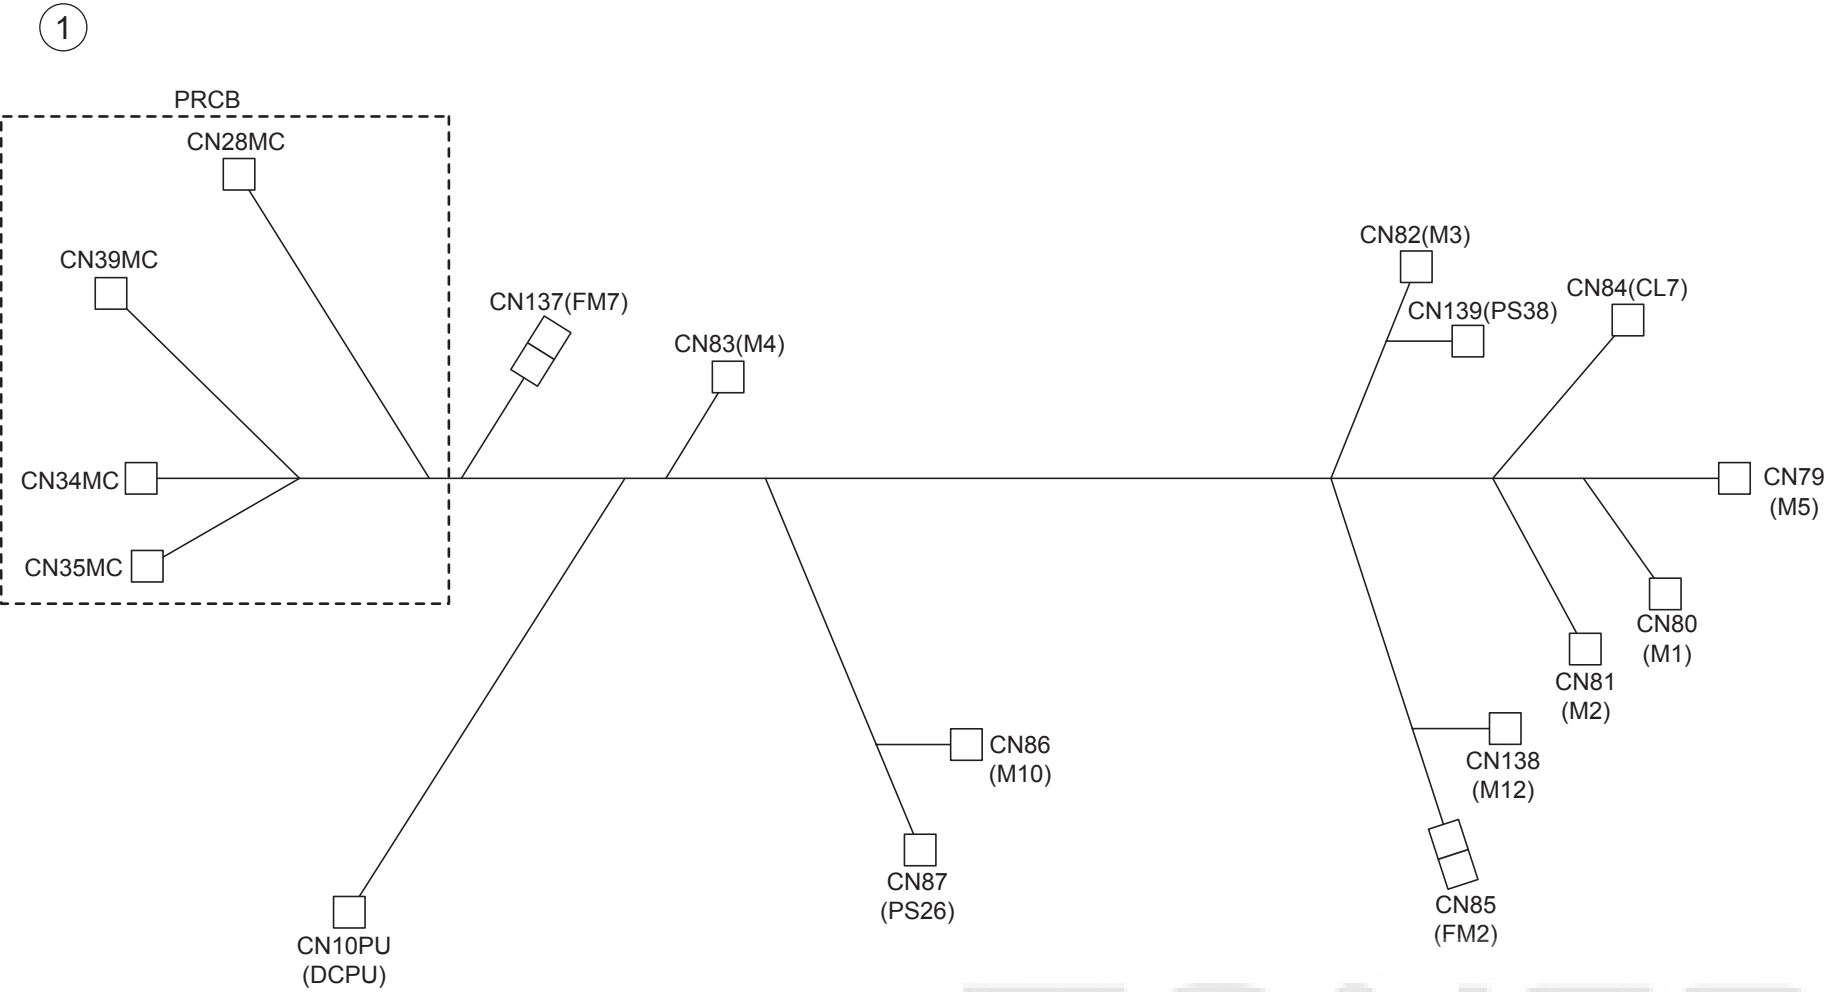 1
PRCB
CN28MC
CN39MC
CN34MC
CN35MC
CN137(FM7)
CN83(M4)
CN82(M3)
CN139(PS38)
CN84(CL7)
CN79
(M5)
CN80
(M1)
CN81
(M2)
CN138
(M12)
CN85
(FM2)
CN86
(M10)
CN87
(PS26)
CN10PU
(DCPU)